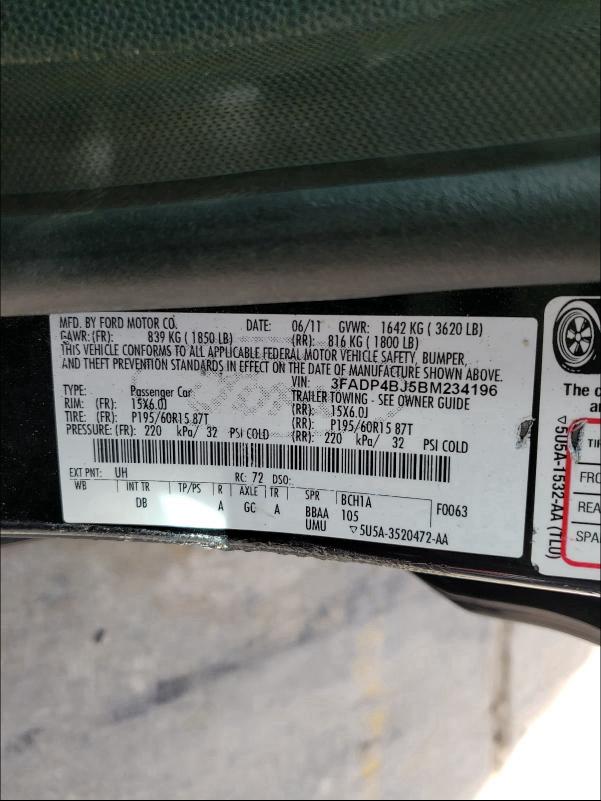 MFD. BY FORD MOTOR CO. DATE: 06/11 GVWR: 1642 KG ( 3620 LB)
GAWR: (FR): 839 KG ( 1850 LB) (RR): 816 KG ( 1800 LB)
THIS VEHICLE CONFORMS TO ALL APPLICABLE FEDERAL MOTOR VEHICLE SAFETY, BUMPER,
AND THEFT PREVENTION STANDARDS IN EFFECT ON THE DATE OF MANUFACTURE SHOWN ABOVE.
VIN: 3FADP4BJ5BM234196
TYPE: Passenger Car TRAILER TOWING - SEE OWNER GUIDE
RIM: (FR): 15X6.0J (RR): 15X6.0J
TIRE: (FR): P195/60R15 87T (RR): P195/60R15 87T
PRESSURE: (FR): 220 kPa/ 32 PSI COLD (RR): 220 kPa/ 32 PSI COLD
EXT PNT: UH RC: 72 DSO:
WB INT TR TP/PS R AXLE TR SPR BCH1A F0063
DB A GC A BBAA 105
UMU ▽5U5A-3520472-AA
The o
▽5U5A-1532-AA (TL0)
TI
FRO
REA
SPA